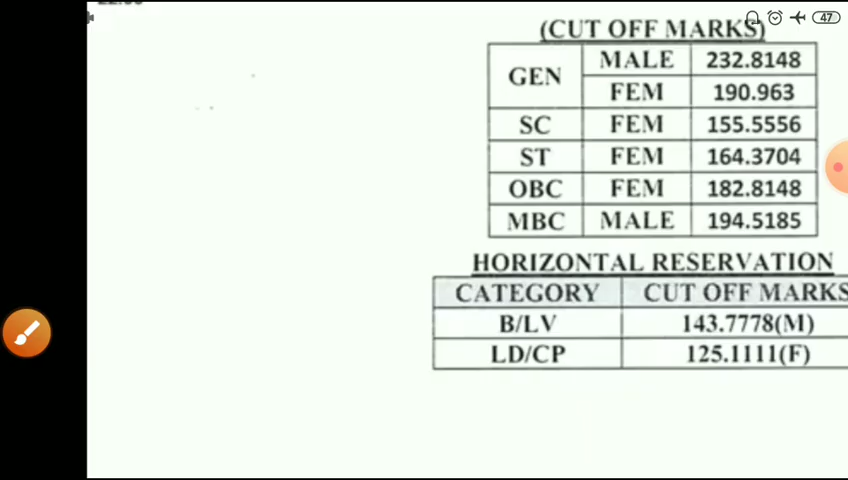 47
(CUT OFF MARKS)
GEN MALE 232.8148
FEM 190.963
SC FEM 155.5556
ST FEM 164.3704
OBC FEM 182.8148
MBC MALE 194.5185
HORIZONTAL RESERVATION
CATEGORY CUT OFF MARKS
B/LV 143.7778(M)
LD/CP 125.1111(F)